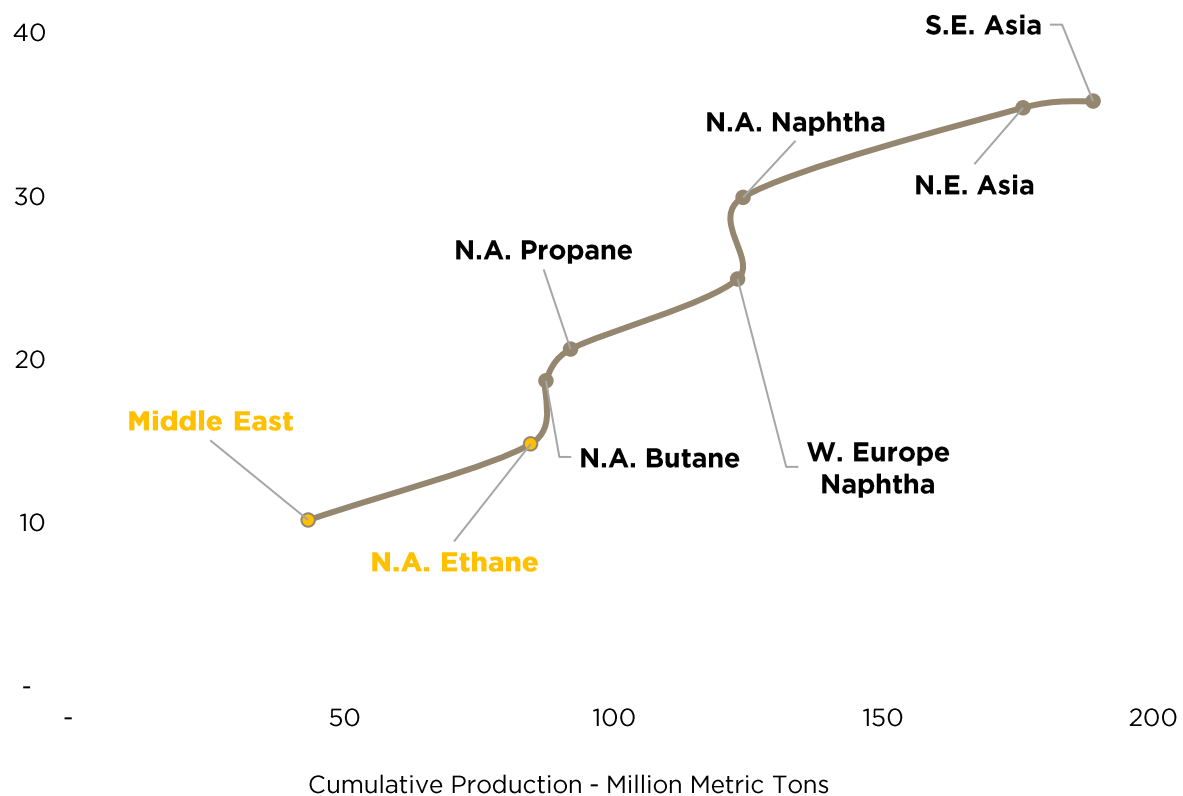 40
S.E. Asia
N.A. Naphtha
N.E. Asia
30
N.A. Propane
20
Middle East
N.A. Butane
W. Europe
Naphtha
10
N.A. Ethane
-
- 50 100 150 200
Cumulative Production - Million Metric Tons